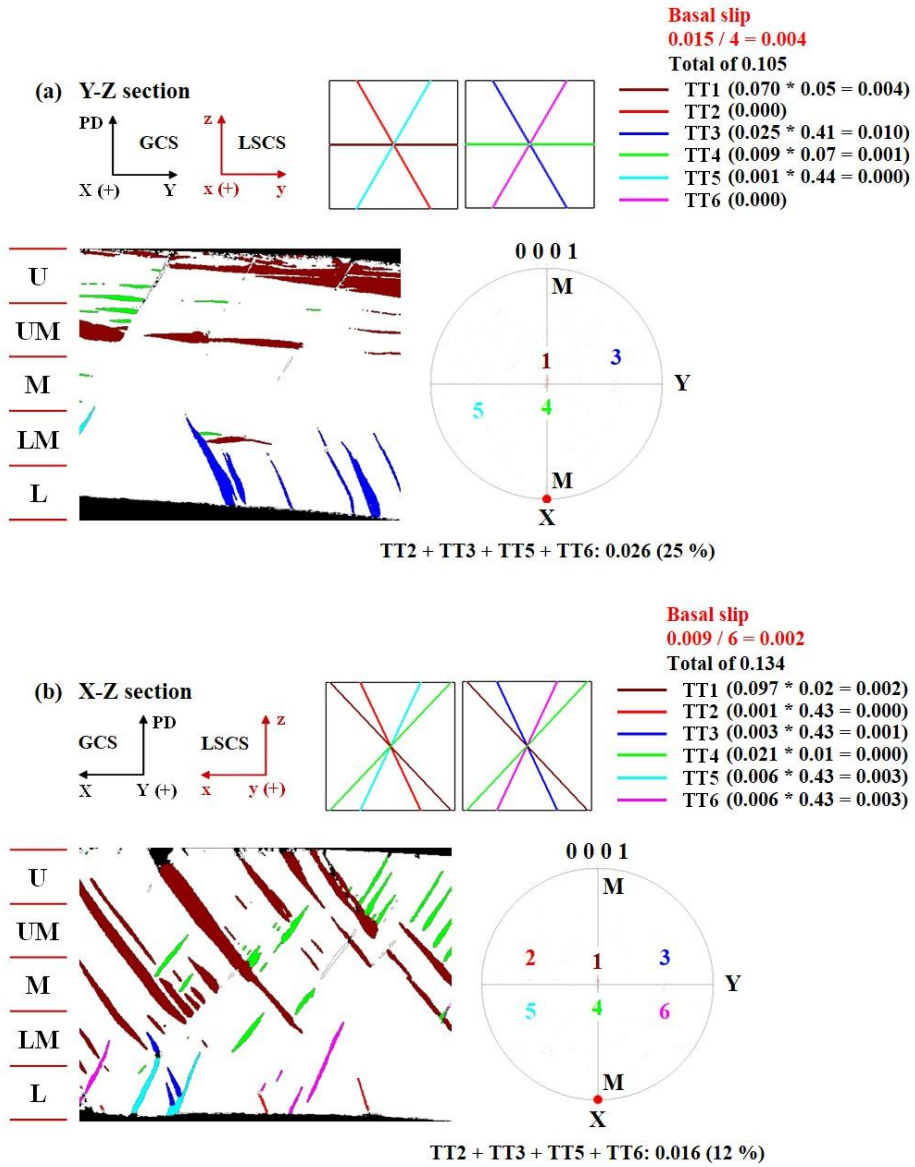 Basal slip
0.015 / 4 = 0.004
Total of 0.105
(a) Y-Z section
TT1 (0.070 * 0.05 = 0.004)
TT2 (0.000)
TT3 (0.025 * 0.41 = 0.010)
TT4 (0.009 * 0.07 = 0.001)
TT5 (0.001 * 0.44 = 0.000)
TT6 (0.000)
PD
GCS
X (+)
Y
z
LSCS
x (+)
y
U
UM
M
LM
L
0 0 0 1
M
1
3
Y
5
4
M
X
TT2 + TT3 + TT5 + TT6: 0.026 (25 %)
Basal slip
0.009 / 6 = 0.002
Total of 0.134
(b) X-Z section
TT1 (0.097 * 0.02 = 0.002)
TT2 (0.001 * 0.43 = 0.000)
TT3 (0.003 * 0.43 = 0.001)
TT4 (0.021 * 0.01 = 0.000)
TT5 (0.006 * 0.43 = 0.003)
TT6 (0.006 * 0.43 = 0.003)
PD
GCS
X
Y (+)
z
LSCS
x
y (+)
U
UM
M
LM
L
0 0 0 1
M
2
1
3
Y
5
4
6
M
X
TT2 + TT3 + TT5 + TT6: 0.016 (12 %)